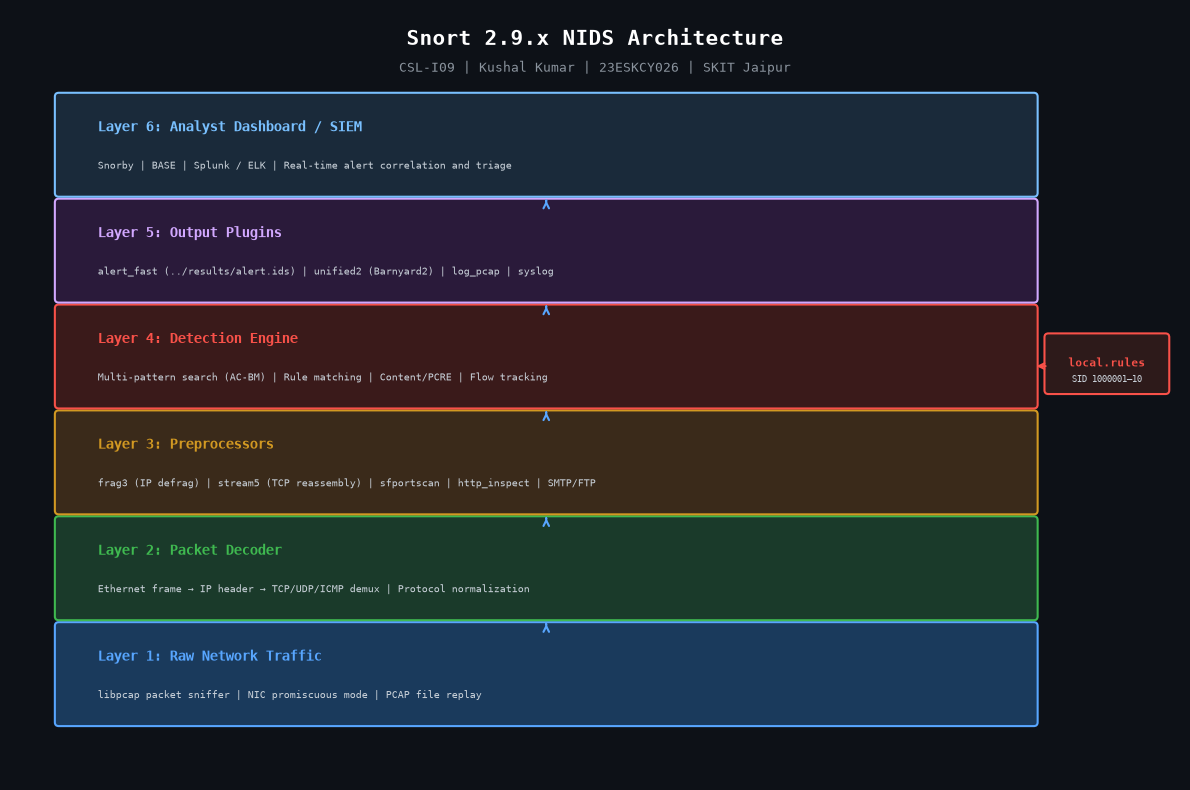 Snort 2.9.x NIDS Architecture
CSL-I09 | Kushal Kumar | 23ESKCY026 | SKIT Jaipur
Layer 6: Analyst Dashboard / SIEM
Snorby | BASE | Splunk / ELK | Real-time alert correlation and triage
Layer 5: Output Plugins
alert_fast (../results/alert.ids) | unified2 (Barnyard2) | log_pcap | syslog
Layer 4: Detection Engine
Multi-pattern search (AC-BM) | Rule matching | Content/PCRE | Flow tracking
local.rules
SID 1000001–10
Layer 3: Preprocessors
frag3 (IP defrag) | stream5 (TCP reassembly) | sfportscan | http_inspect | SMTP/FTP
Layer 2: Packet Decoder
Ethernet frame → IP header → TCP/UDP/ICMP demux | Protocol normalization
Layer 1: Raw Network Traffic
libpcap packet sniffer | NIC promiscuous mode | PCAP file replay